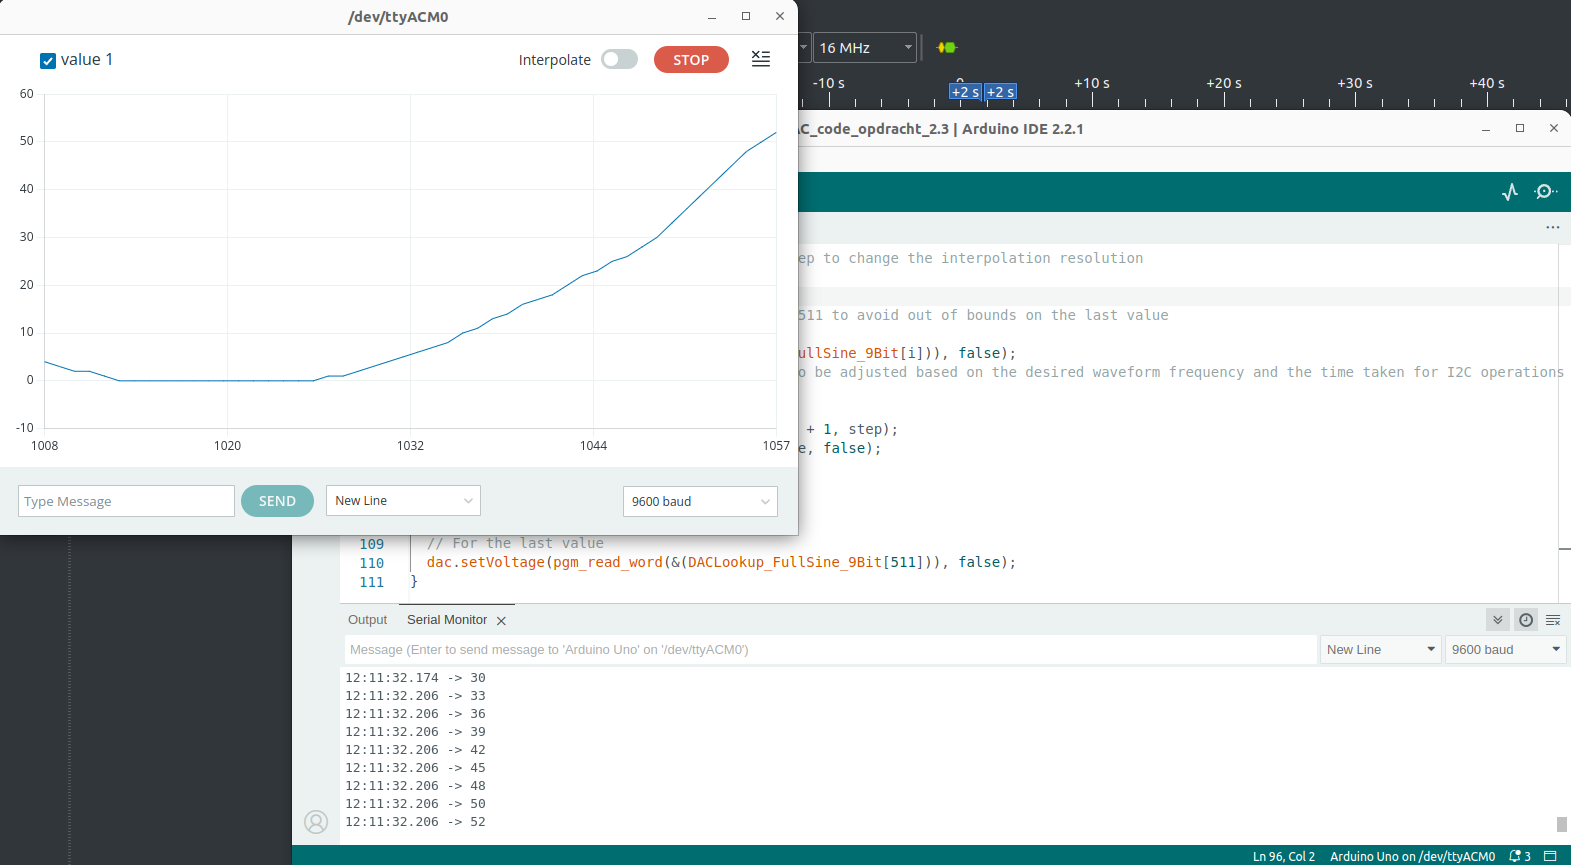 /dev/ttyACM0
value 1
Interpolate
STOP
60
50
40
30
20
10
0
-10
1008
1020
1032
1044
1057
Type Message
SEND
New Line
9600 baud
16 MHz
-10 s
+10 s
+20 s
+30 s
+40 s
+2 s
+2 s
AC_code_opdracht_2.3 | Arduino IDE 2.2.1
ep to change the interpolation resolution
511 to avoid out of bounds on the last value
ullSine_9Bit[i])), false);
o be adjusted based on the desired waveform frequency and the time taken for I2C operations
+ 1, step);
e, false);
109 // For the last value
110 dac.setVoltage(pgm_read_word(&(DACLookup_FullSine_9Bit[511])), false);
111 }
Output
Serial Monitor
Message (Enter to send message to 'Arduino Uno' on '/dev/ttyACM0')
New Line
9600 baud
12:11:32.174 -> 30
12:11:32.206 -> 33
12:11:32.206 -> 36
12:11:32.206 -> 39
12:11:32.206 -> 42
12:11:32.206 -> 45
12:11:32.206 -> 48
12:11:32.206 -> 50
12:11:32.206 -> 52
Ln 96, Col 2
Arduino Uno on /dev/ttyACM0
3